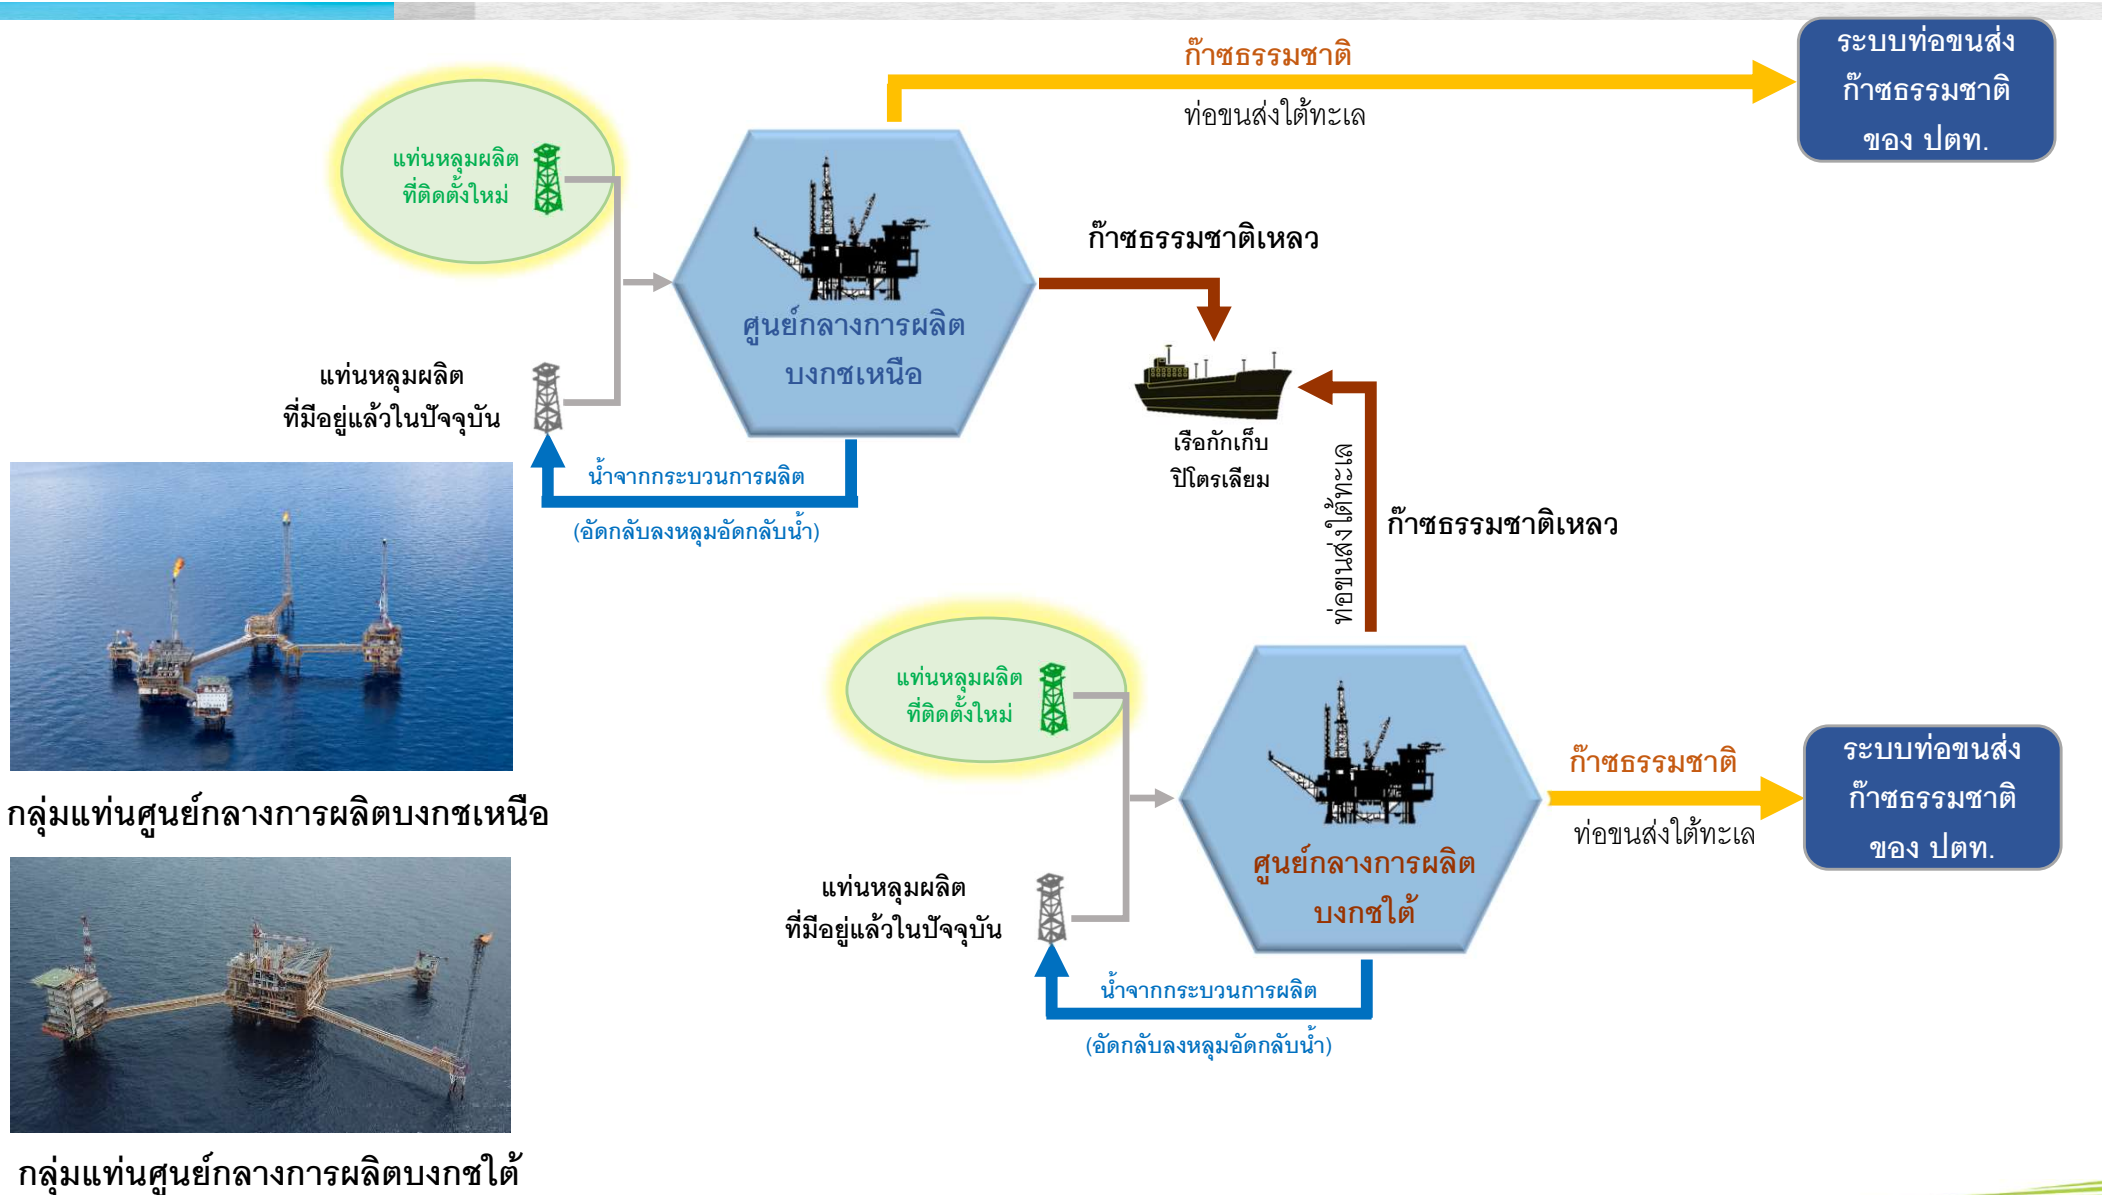 ก๊าซธรรมชาติ
ท่อขนส่งใต้ทะเล
ระบบท่อขนส่ง
ก๊าซธรรมชาติ
ของ ปตท.
แท่นหลุมผลิต
ที่ติดตั้งใหม่
ศูนย์กลางการผลิต
บงกชเหนือ
ก๊าซธรรมชาติเหลว
แท่นหลุมผลิต
ที่มีอยู่แล้วในปัจจุบัน
น้ำจากกระบวนการผลิต
(อัดกลับลงหลุมอัดกลับน้ำ)
เรือกักเก็บ
ปิโตรเลียม
ท่อขนส่งใต้ทะเล
ก๊าซธรรมชาติเหลว
แท่นหลุมผลิต
ที่ติดตั้งใหม่
ศูนย์กลางการผลิต
บงกชใต้
ก๊าซธรรมชาติ
ท่อขนส่งใต้ทะเล
ระบบท่อขนส่ง
ก๊าซธรรมชาติ
ของ ปตท.
แท่นหลุมผลิต
ที่มีอยู่แล้วในปัจจุบัน
น้ำจากกระบวนการผลิต
(อัดกลับลงหลุมอัดกลับน้ำ)
กลุ่มแท่นศูนย์กลางการผลิตบงกชเหนือ
กลุ่มแท่นศูนย์กลางการผลิตบงกชใต้